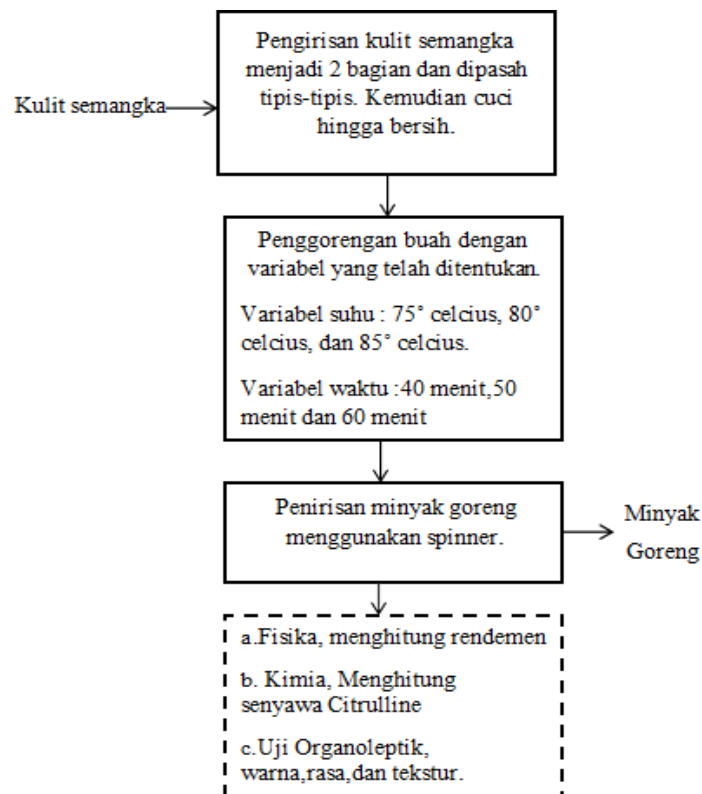 Pengirisan kulit semangka
menjadi 2 bagian dan dipasah
tipis-tipis. Kemudian cuci
hingga bersih.
Kulit semangka
Penggorengan buah dengan
variabel yang telah ditentukan.
Variabel suhu : 75° celcius, 80°
celcius, dan 85° celcius.
Variabel waktu :40 menit,50
menit dan 60 menit
Penirisan minyak goreng
menggunakan spinner.
Minyak
Goreng
a.Fisika, menghitung rendemen
b. Kimia, Menghitung
senyawa Citrulline
c.Uji Organoleptik,
warna,rasa,dan tekstur.